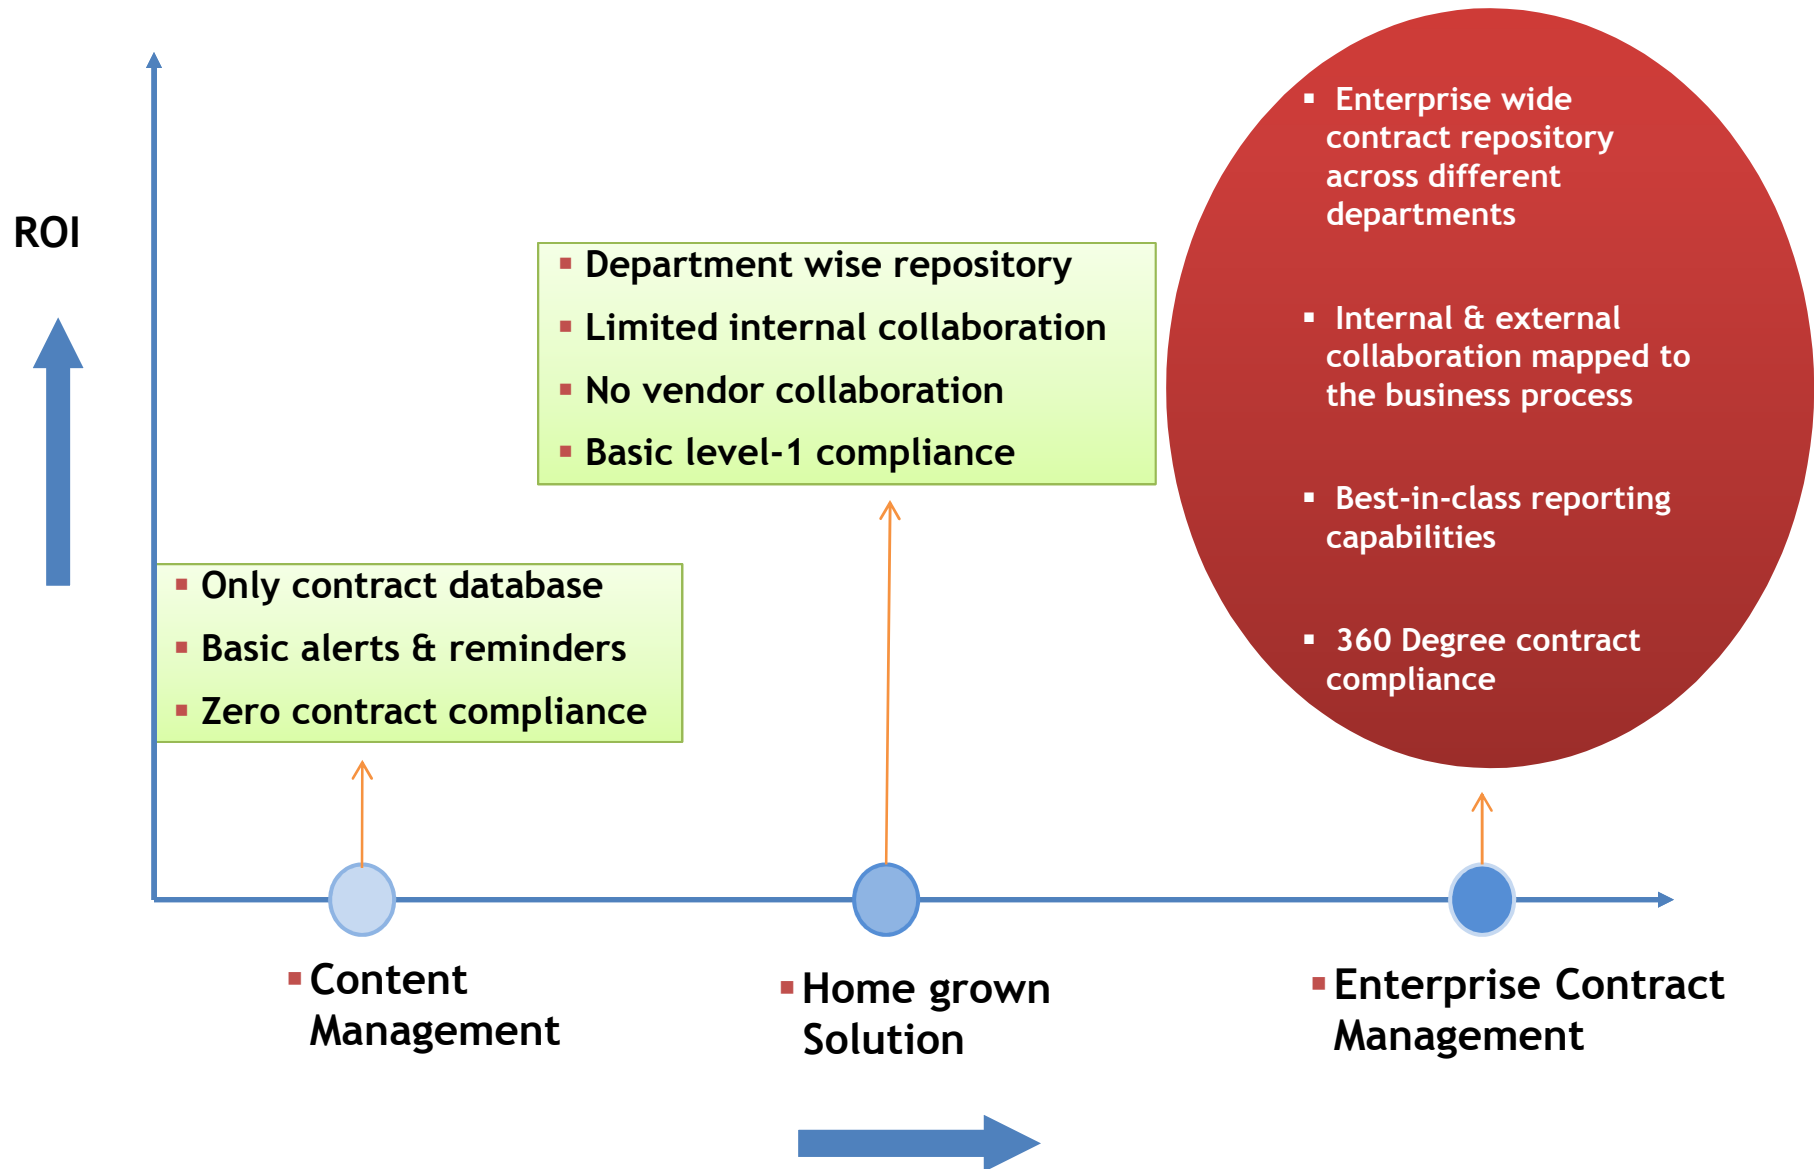 ROI
▪ Only contract database
▪ Basic alerts & reminders
▪ Zero contract compliance
▪ Department wise repository
▪ Limited internal collaboration
▪ No vendor collaboration
▪ Basic level-1 compliance
▪ Enterprise wide
contract repository
across different
departments
▪ Internal & external
collaboration mapped to
the business process
▪ Best-in-class reporting
capabilities
▪ 360 Degree contract
compliance
▪ Content
Management
▪ Home grown
Solution
▪ Enterprise Contract
Management